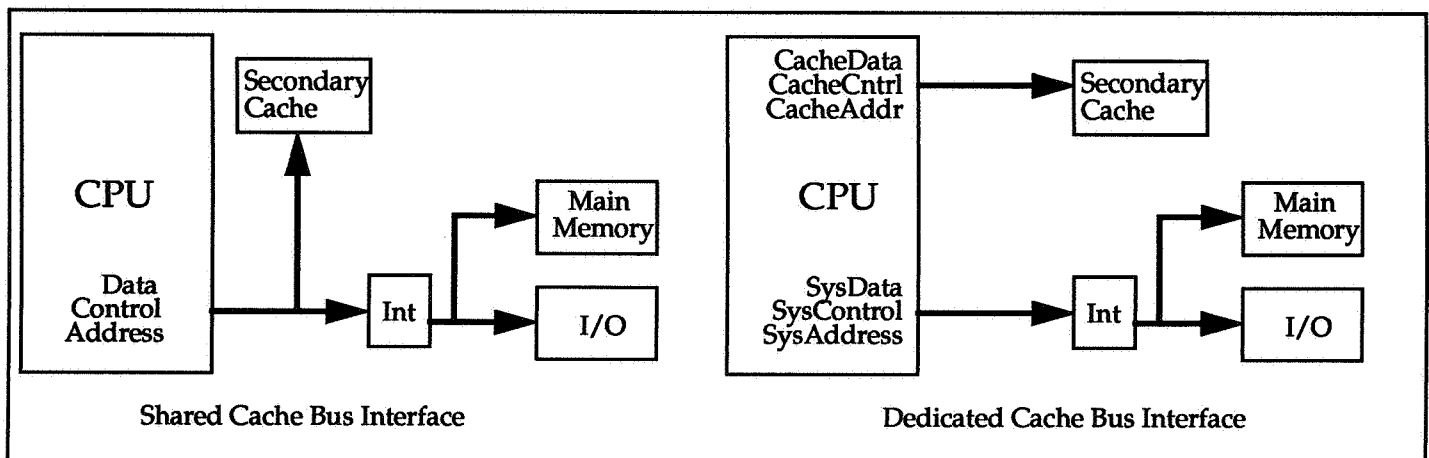 Secondary
Cache
CPU
Data
Control
Address
Int
Main
Memory
I/O
Shared Cache Bus Interface
CacheData
CacheCntrl
CacheAddr
Secondary
Cache
CPU
SysData
SysControl
SysAddress
Int
Main
Memory
I/O
Dedicated Cache Bus Interface